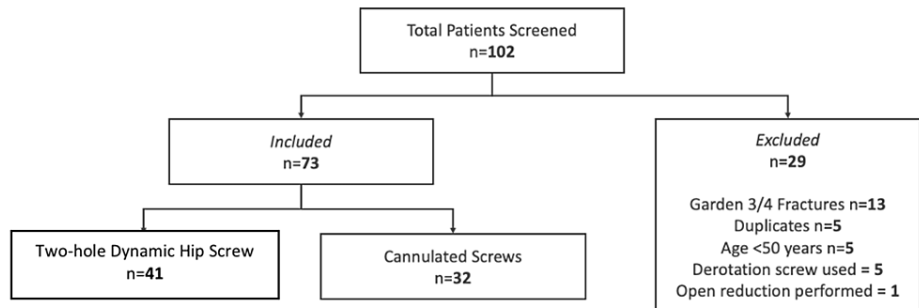 Total Patients Screened
n=102
Included
n=73
Excluded
n=29
Garden 3/4 Fractures n=13
Duplicates n=5
Age <50 years n=5
Derotation screw used = 5
Open reduction performed = 1
Two-hole Dynamic Hip Screw
n=41
Cannulated Screws
n=32